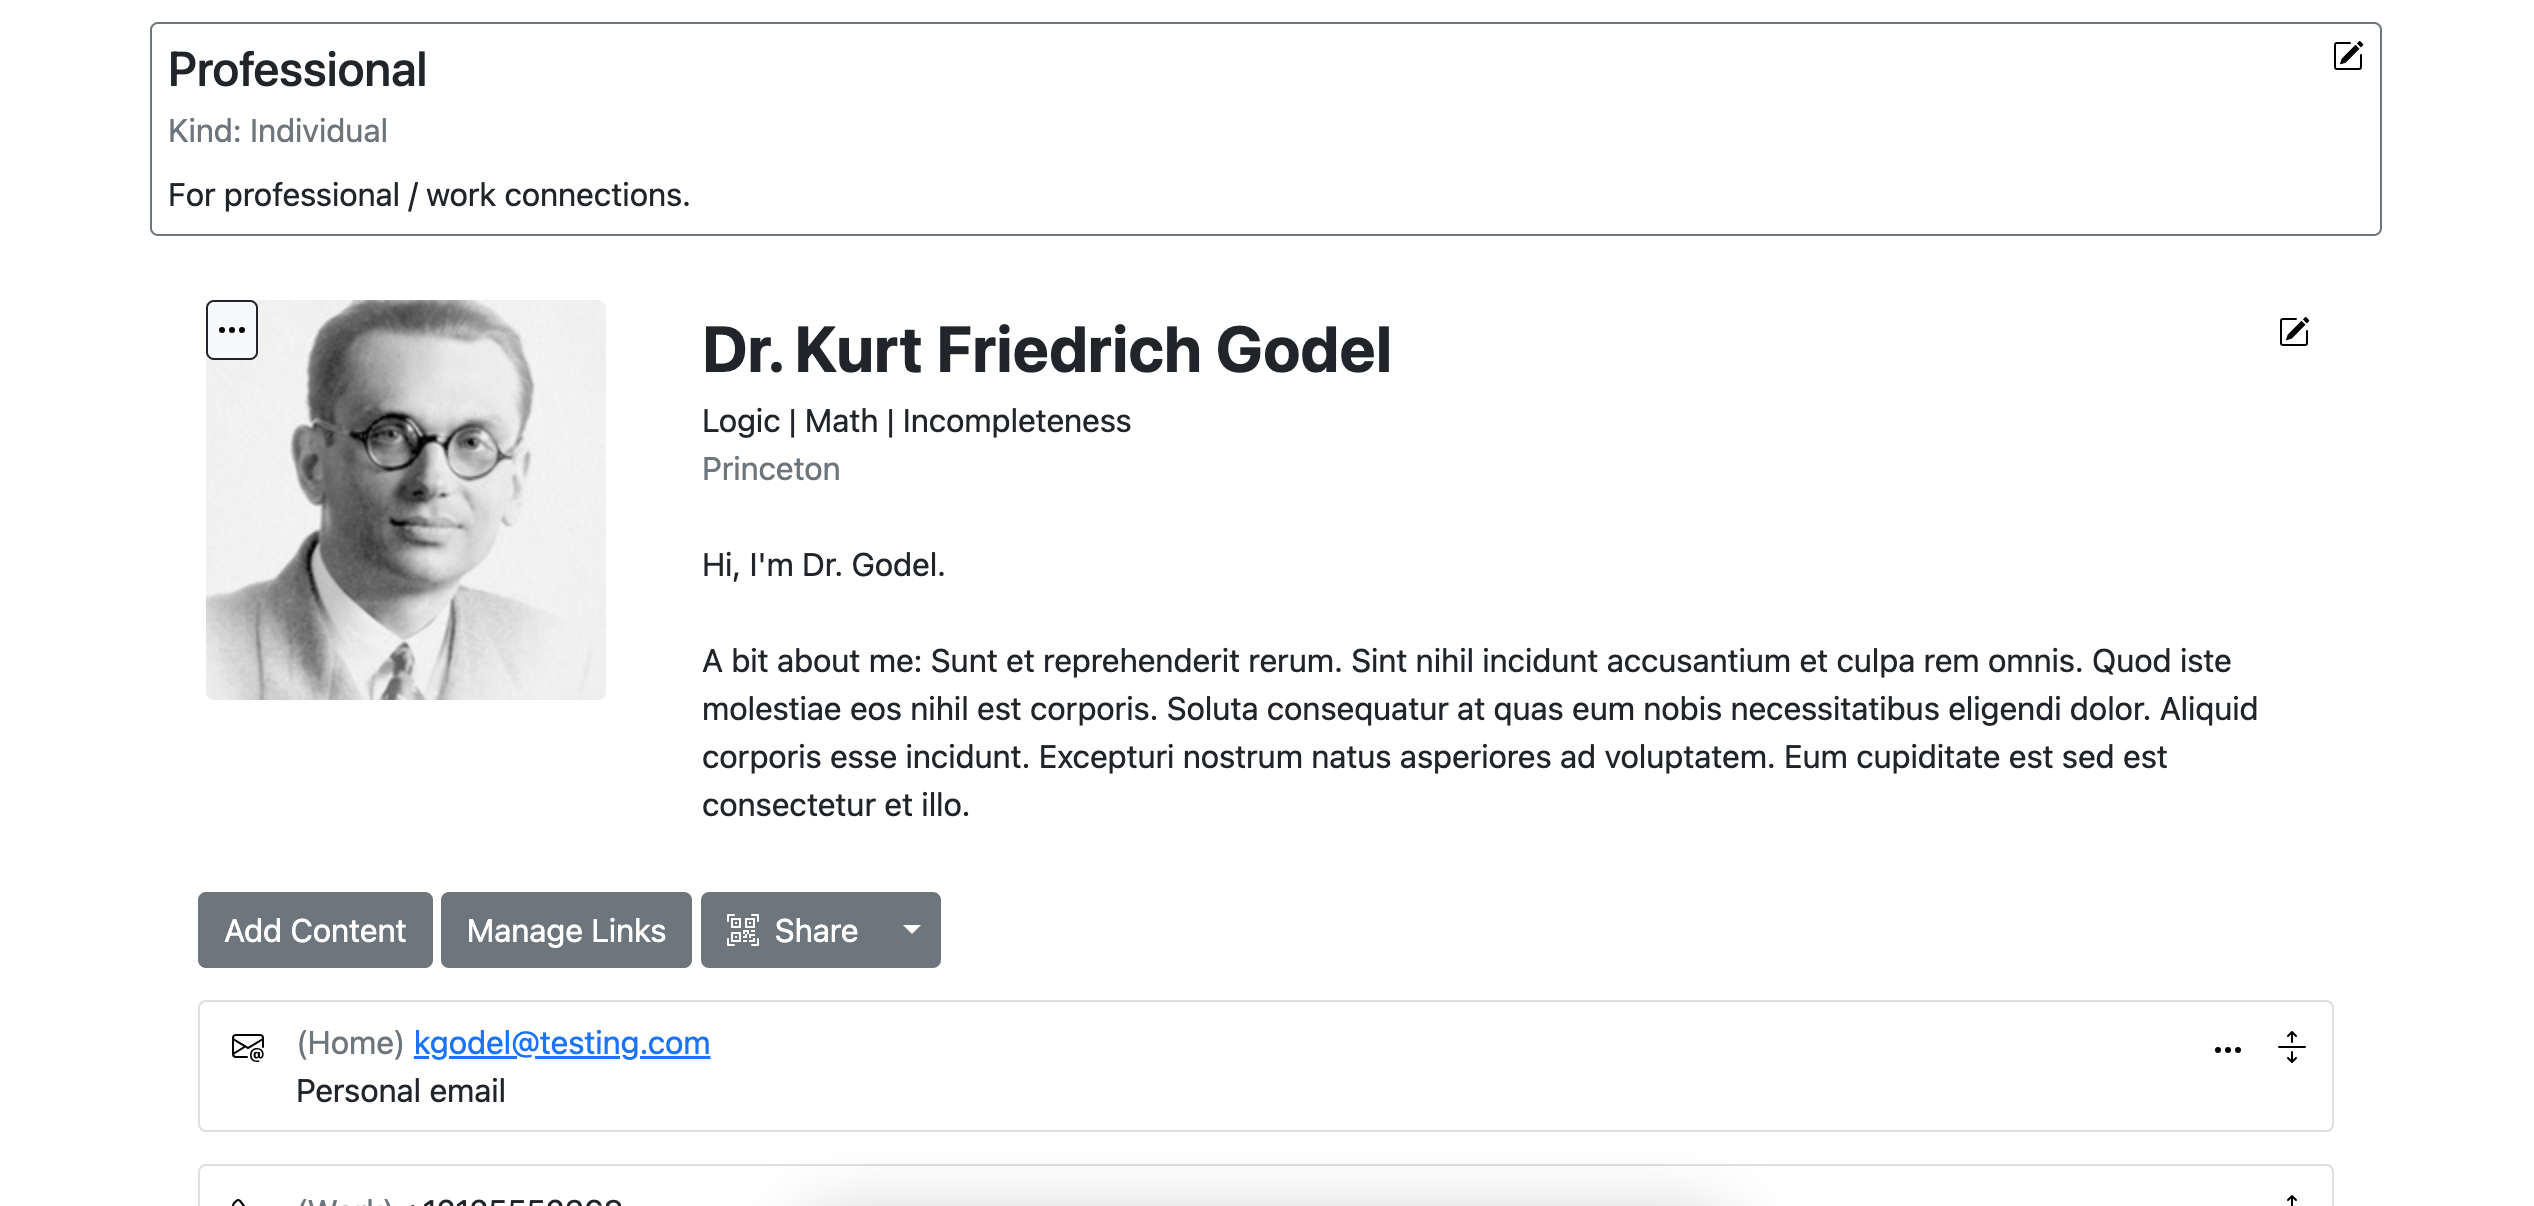 Professional
Kind: Individual
For professional / work connections.
Dr. Kurt Friedrich Godel
Logic | Math | Incompleteness
Princeton
Hi, I'm Dr. Godel.
A bit about me: Sunt et reprehenderit rerum. Sint nihil incidunt accusantium et culpa rem omnis. Quod iste
molestiae eos nihil est corporis. Soluta consequatur at quas eum nobis necessitatibus eligendi dolor. Aliquid
corporis esse incidunt. Excepturi nostrum natus asperiores ad voluptatem. Eum cupiditate est sed est
consectetur et illo.
Add Content Manage Links Share
(Home) kgodel@testing.com
Personal email
(Work)